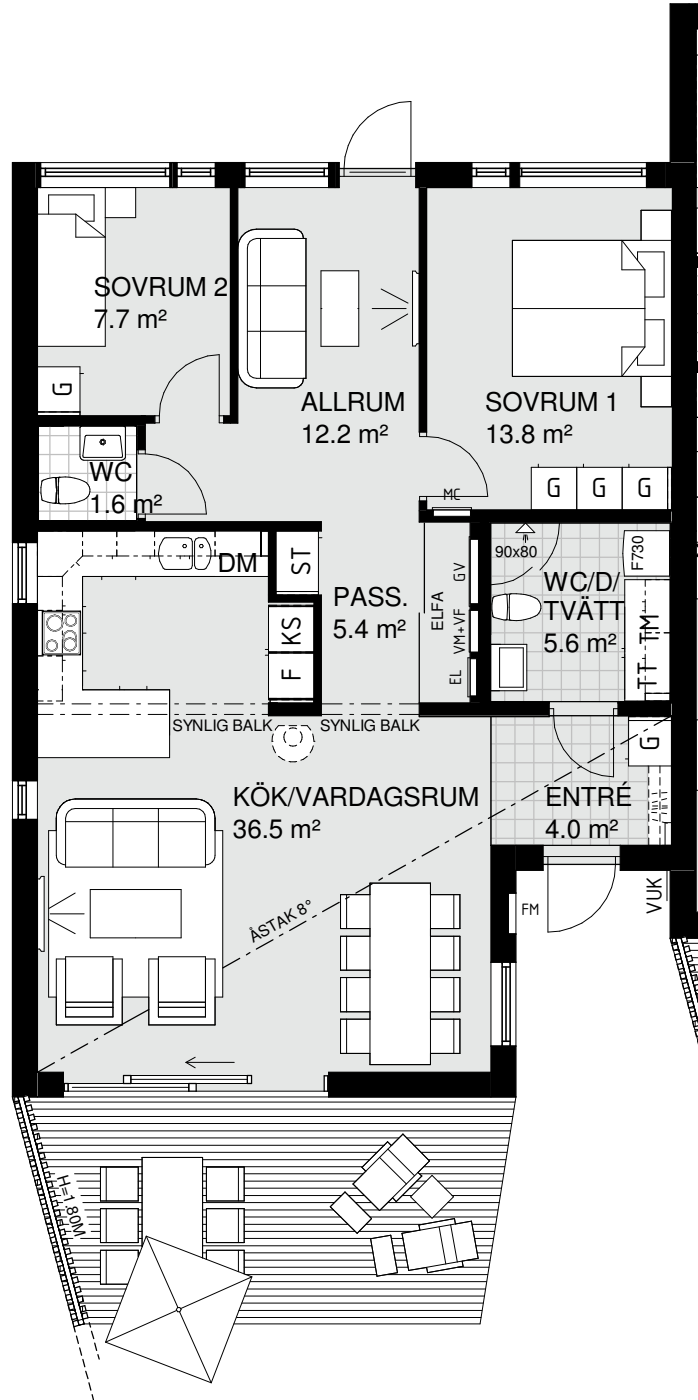 SOVRUM 2
7.7 m²
G
ALLRUM
12.2 m²
SOVRUM 1
13.8 m²
G G G
WC
1.6 m²
MC
DM
ST
KS
F
PASS.
5.4 m²
ELFA
GV
VM+VF
EL
90x80
F730
WC/D/
TVÄTT
5.6 m²
TM
TT
SYNLIG BALK
SYNLIG BALK
G
KÖK/VARDAGSRUM
36.5 m²
ENTRÉ
4.0 m²
ÅSTAK 8°
FM
VUK
H=1.80M